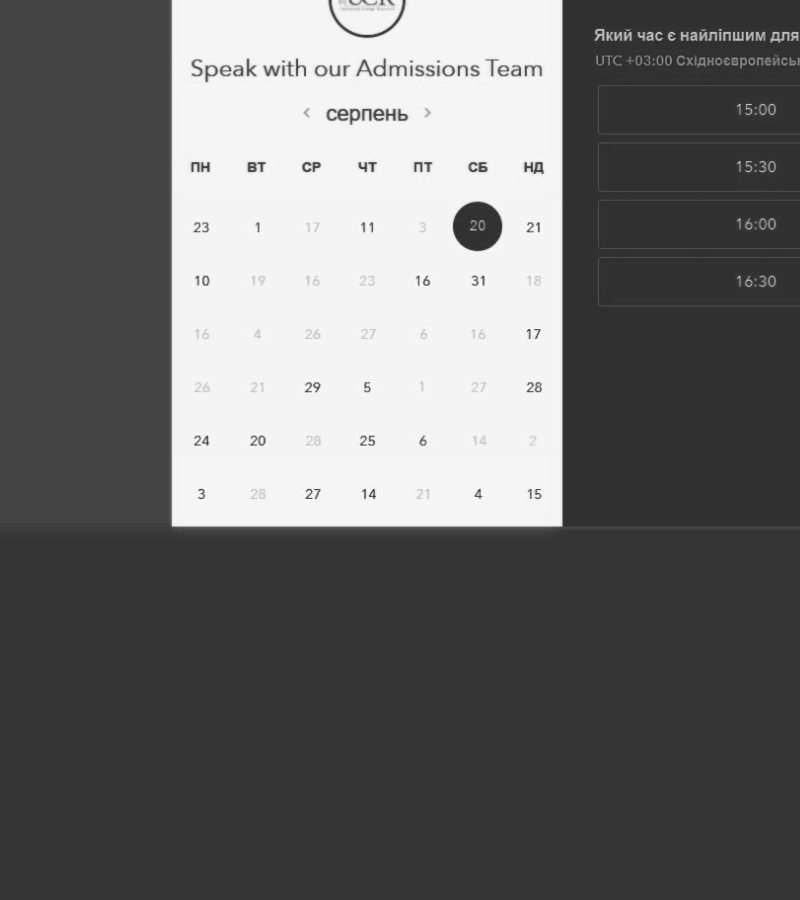 UCR
Speak with our Admissions Team
< серпень >
ПН ВТ СР ЧТ ПТ СБ НД
23 1 17 11 3 20 21
10 19 16 23 16 31 18
16 4 26 27 6 16 17
26 21 29 5 1 27 28
24 20 28 25 6 14 2
3 28 27 14 21 4 15
Який час є найліпшим для
UTC +03:00
15:00
15:30
16:00
16:30